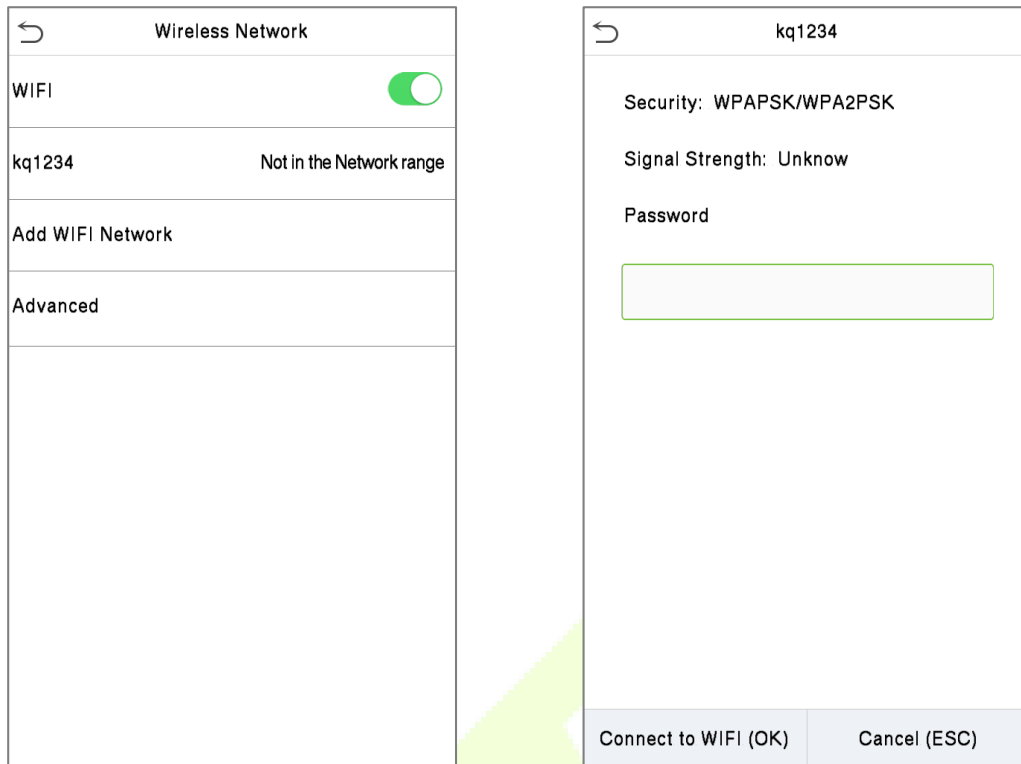 Wireless Network
WIFI
kq1234 Not in the Network range
Add WIFI Network
Advanced
kq1234
Security: WPAPSK/WPA2PSK
Signal Strength: Unknow
Password
Connect to WIFI (OK) Cancel (ESC)